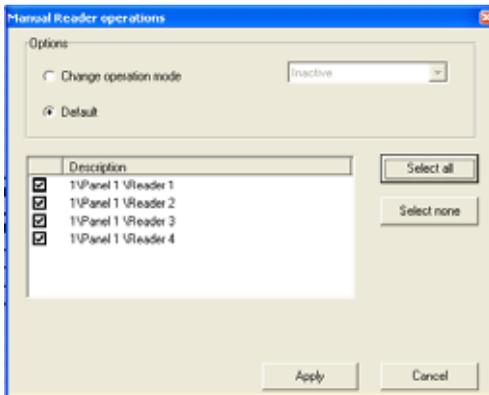 Manual Reader operations
Options
Change operation mode
Inactive
Default
Description
1\Panel 1 \Reader 1
1\Panel 1 \Reader 2
1\Panel 1 \Reader 3
1\Panel 1 \Reader 4
Select all
Select none
Apply
Cancel